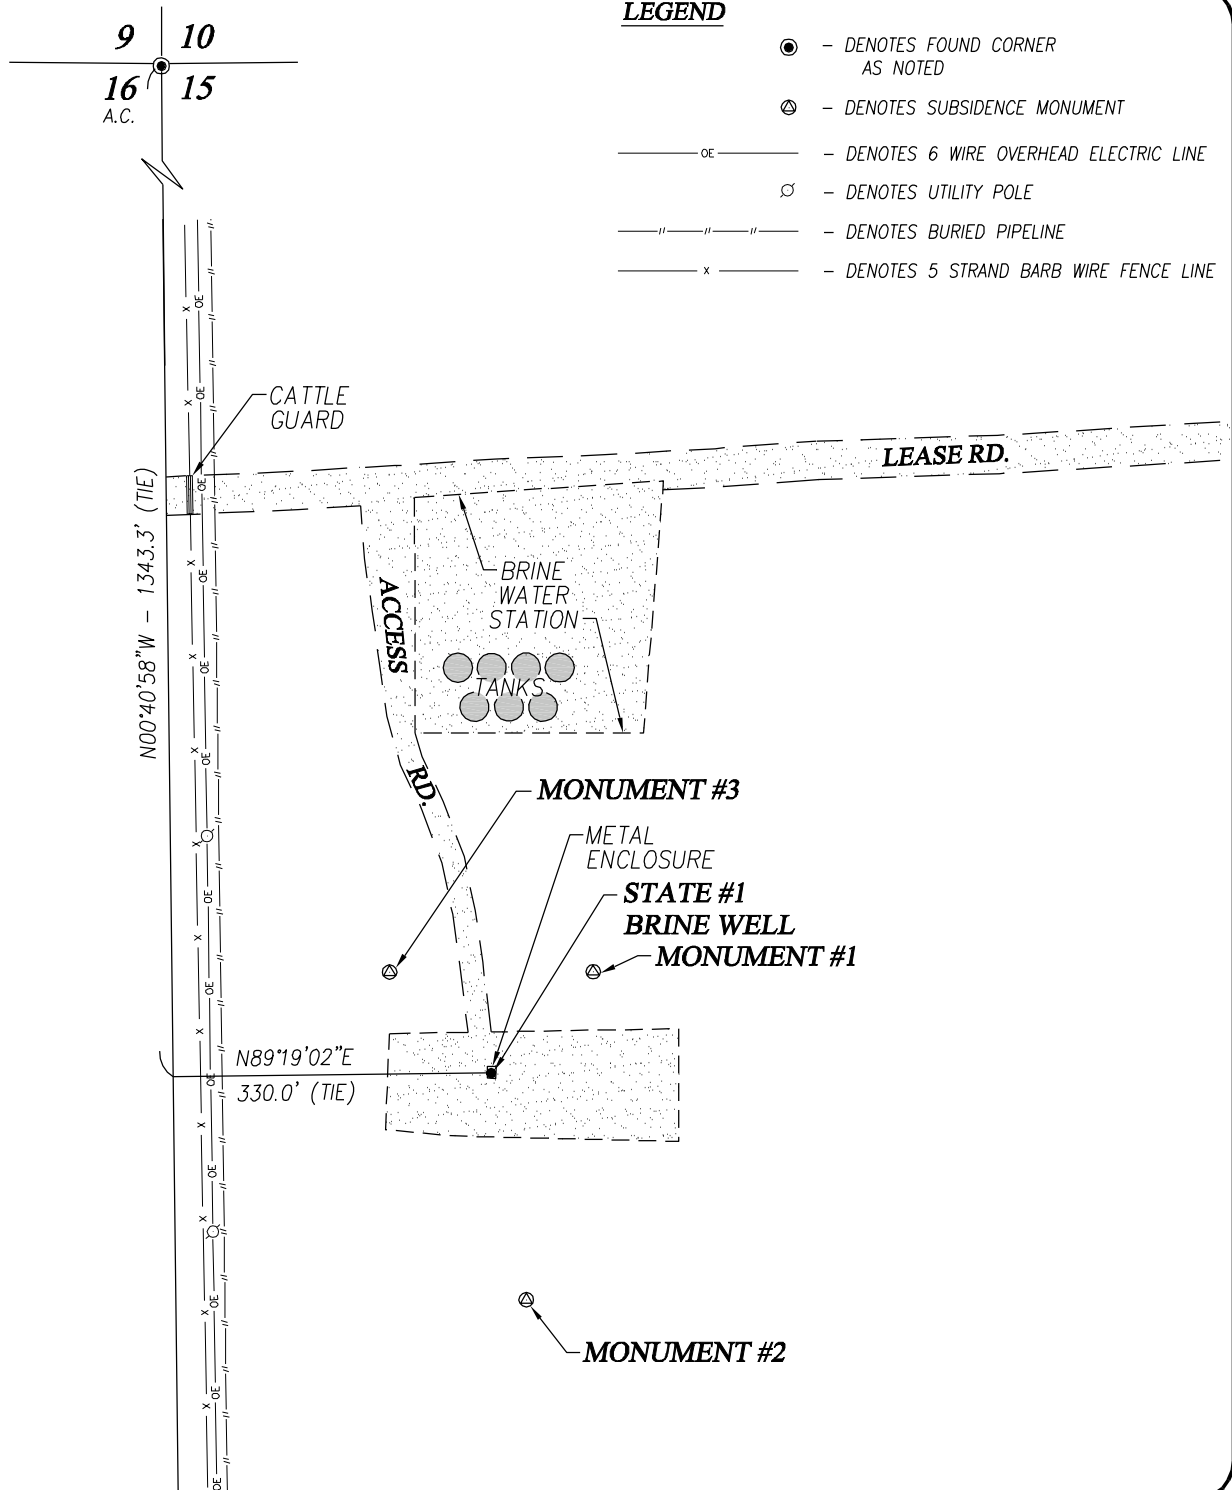 LEGEND
9 10
16 15
A.C.
– DENOTES FOUND CORNER
AS NOTED
– DENOTES SUBSIDENCE MONUMENT
OE – DENOTES 6 WIRE OVERHEAD ELECTRIC LINE
– DENOTES UTILITY POLE
// // // – DENOTES BURIED PIPELINE
x – DENOTES 5 STRAND BARB WIRE FENCE LINE
CATTLE
GUARD
LEASE RD.
N00°40'58"W – 1343.3' (TIE)
BRINE
WATER
STATION
ACCESS
RD.
TANKS
MONUMENT #3
METAL
ENCLOSURE
STATE #1
BRINE WELL
MONUMENT #1
N89°19'02"E
330.0' (TIE)
MONUMENT #2